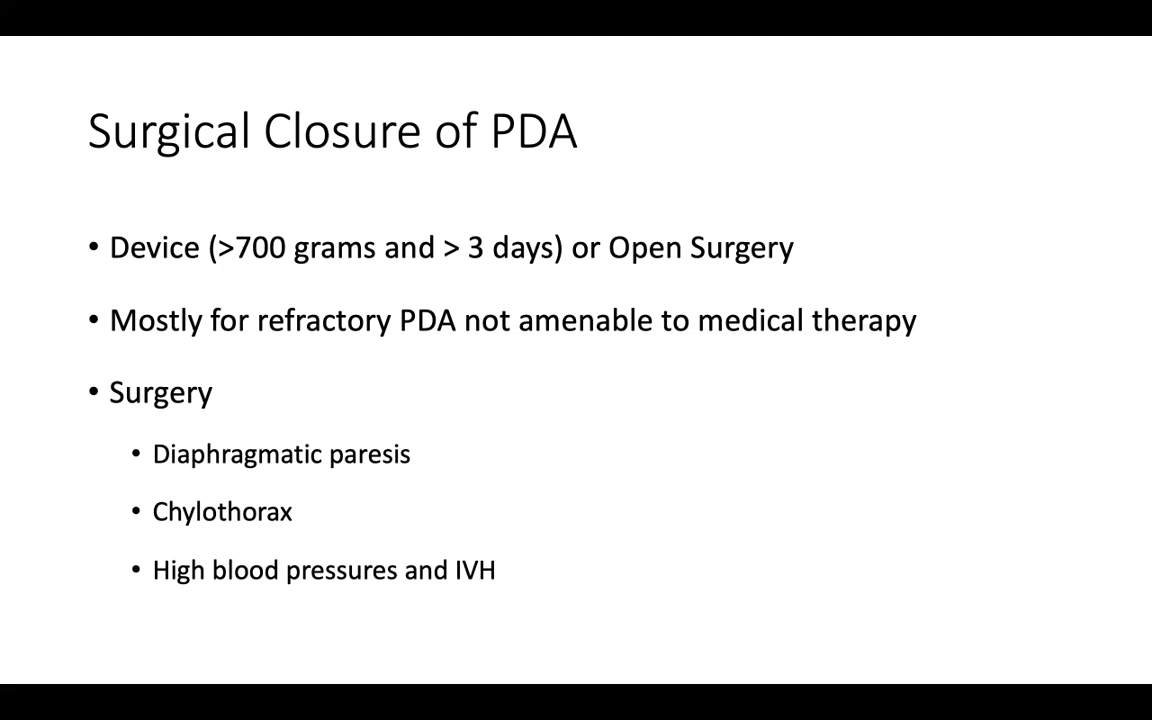 Surgical Closure of PDA
• Device (>700 grams and > 3 days) or Open Surgery
• Mostly for refractory PDA not amenable to medical therapy
• Surgery
• Diaphragmatic paresis
• Chylothorax
• High blood pressures and IVH